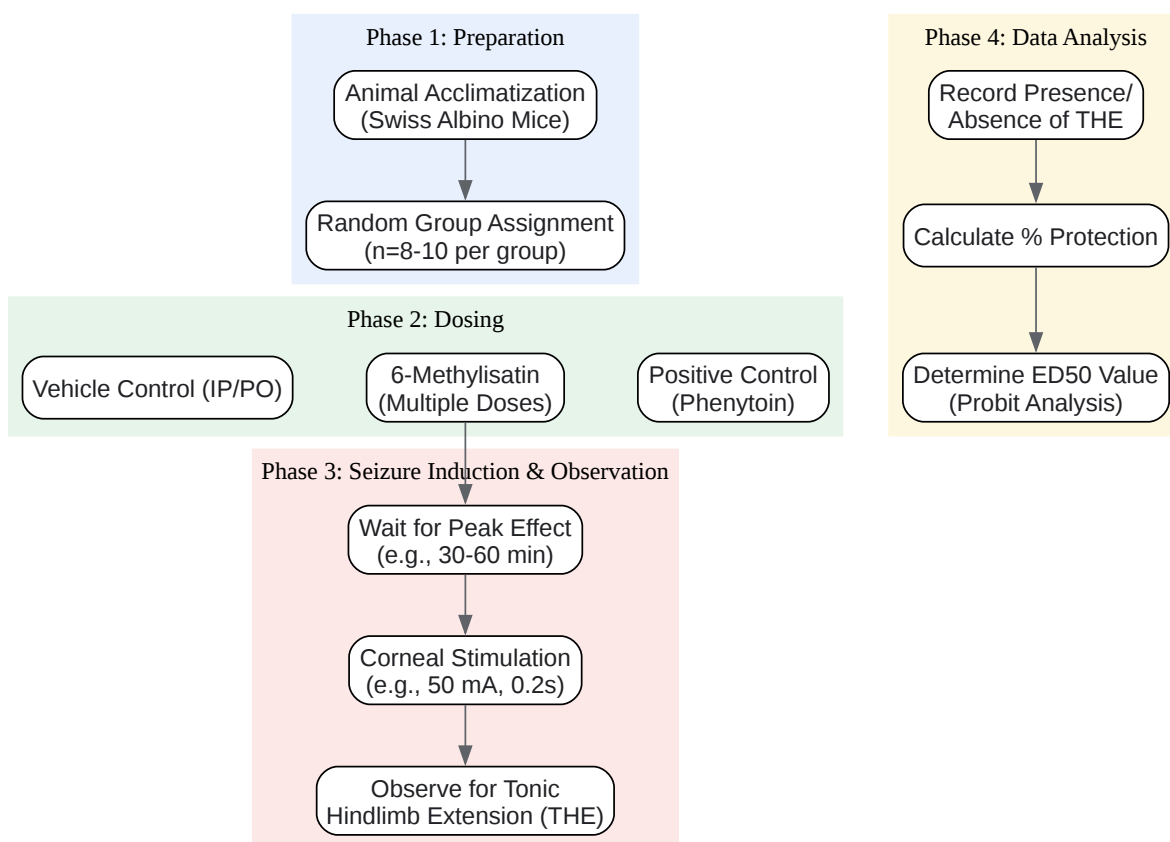 Phase 1: Preparation
Animal Acclimatization
(Swiss Albino Mice)
Random Group Assignment
(n=8-10 per group)
Phase 2: Dosing
Vehicle Control (IP/PO)
6-Methylisatin
(Multiple Doses)
Positive Control
(Phenytoin)
Phase 3: Seizure Induction & Observation
Wait for Peak Effect
(e.g., 30-60 min)
Corneal Stimulation
(e.g., 50 mA, 0.2s)
Observe for Tonic
Hindlimb Extension (THE)
Phase 4: Data Analysis
Record Presence/
Absence of THE
Calculate % Protection
Determine ED50 Value
(Probit Analysis)